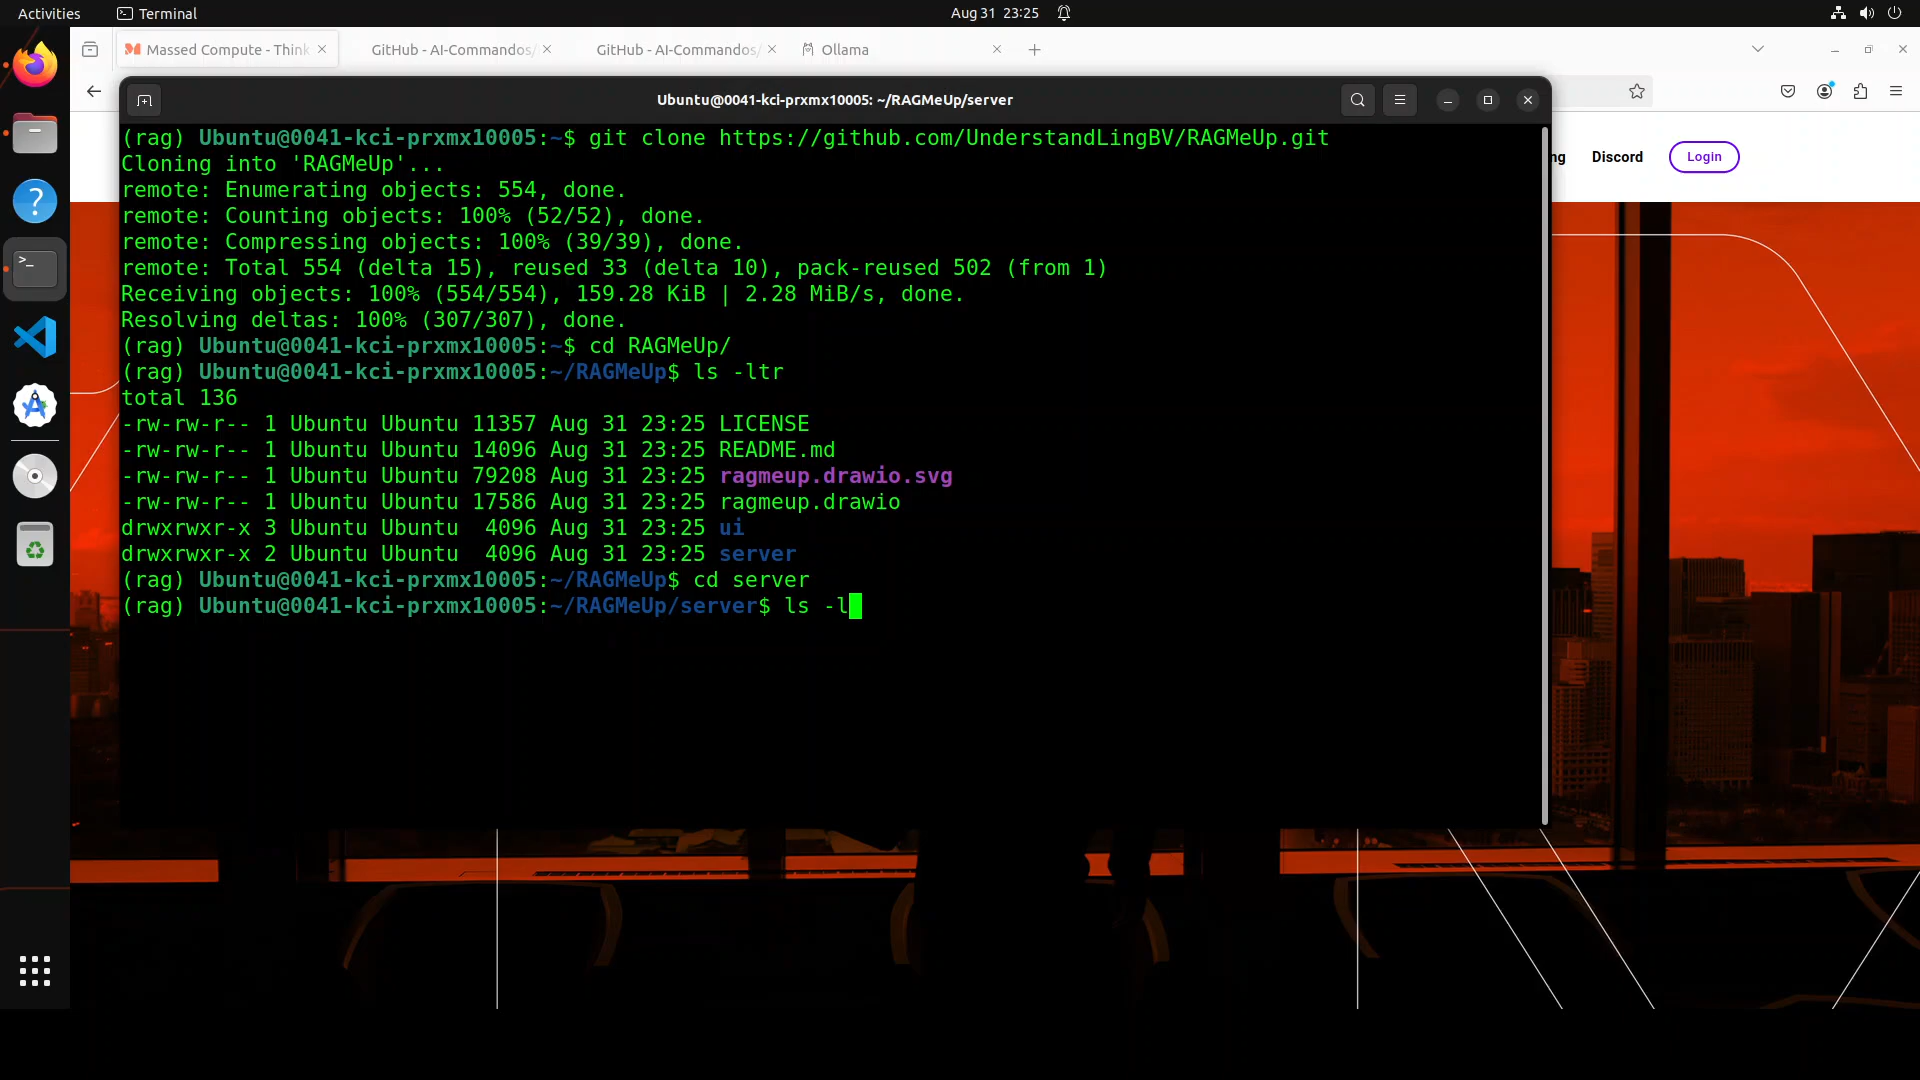 Activities
Terminal
Aug 31 23:25
Massed Compute - Think
GitHub - AI-Commandos/
GitHub - AI-Commandos/
Ollama
Ubuntu@0041-kci-prxmx10005: ~/RAGMeUp/server
ng
Discord
Login
(rag) Ubuntu@0041-kci-prxmx10005:~$ git clone https://github.com/UnderstandLingBV/RAGMeUp.git
Cloning into 'RAGMeUp'...
remote: Enumerating objects: 554, done.
remote: Counting objects: 100% (52/52), done.
remote: Compressing objects: 100% (39/39), done.
remote: Total 554 (delta 15), reused 33 (delta 10), pack-reused 502 (from 1)
Receiving objects: 100% (554/554), 159.28 KiB | 2.28 MiB/s, done.
Resolving deltas: 100% (307/307), done.
(rag) Ubuntu@0041-kci-prxmx10005:~$ cd RAGMeUp/
(rag) Ubuntu@0041-kci-prxmx10005:~/RAGMeUp$ ls -ltr
total 136
-rw-rw-r-- 1 Ubuntu Ubuntu 11357 Aug 31 23:25 LICENSE
-rw-rw-r-- 1 Ubuntu Ubuntu 14096 Aug 31 23:25 README.md
-rw-rw-r-- 1 Ubuntu Ubuntu 79208 Aug 31 23:25 ragmeup.drawio.svg
-rw-rw-r-- 1 Ubuntu Ubuntu 17586 Aug 31 23:25 ragmeup.drawio
drwxrwxr-x 3 Ubuntu Ubuntu  4096 Aug 31 23:25 ui
drwxrwxr-x 2 Ubuntu Ubuntu  4096 Aug 31 23:25 server
(rag) Ubuntu@0041-kci-prxmx10005:~/RAGMeUp$ cd server
(rag) Ubuntu@0041-kci-prxmx10005:~/RAGMeUp/server$ ls -l